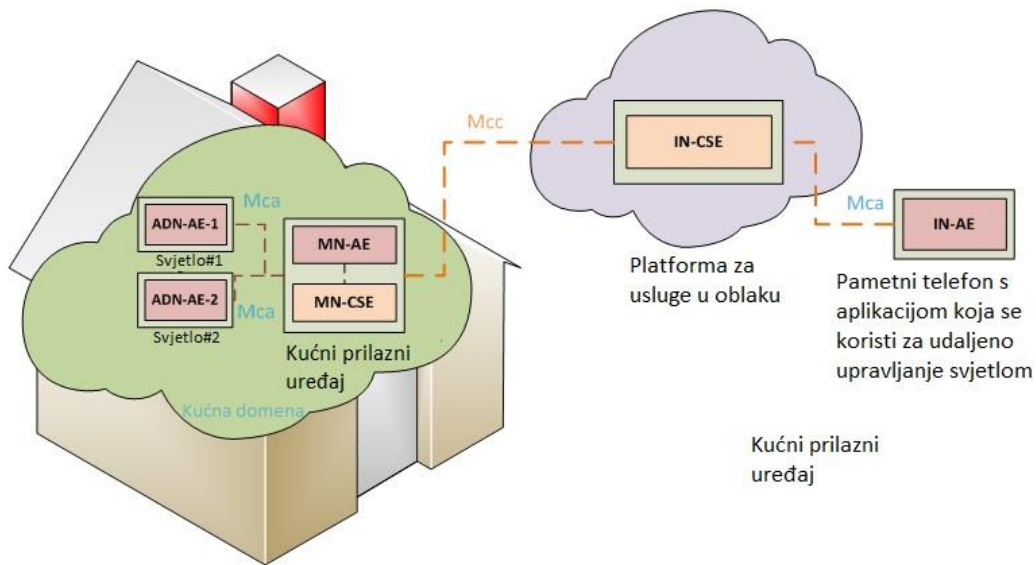 Mcc
IN-CSE
Mca
ADN-AE-1
MN-AE
Mca
IN-AE
Svjetlo#1
ADN-AE-2
MN-CSE
Mca
Svjetlo#2
Kućni prilazni
uređaj
Kućna domena
Platforma za
usluge u oblaku
Pametni telefon s
aplikacijom koja se
koristi za udaljeno
upravljanje svjetlom
Kućni prilazni
uređaj